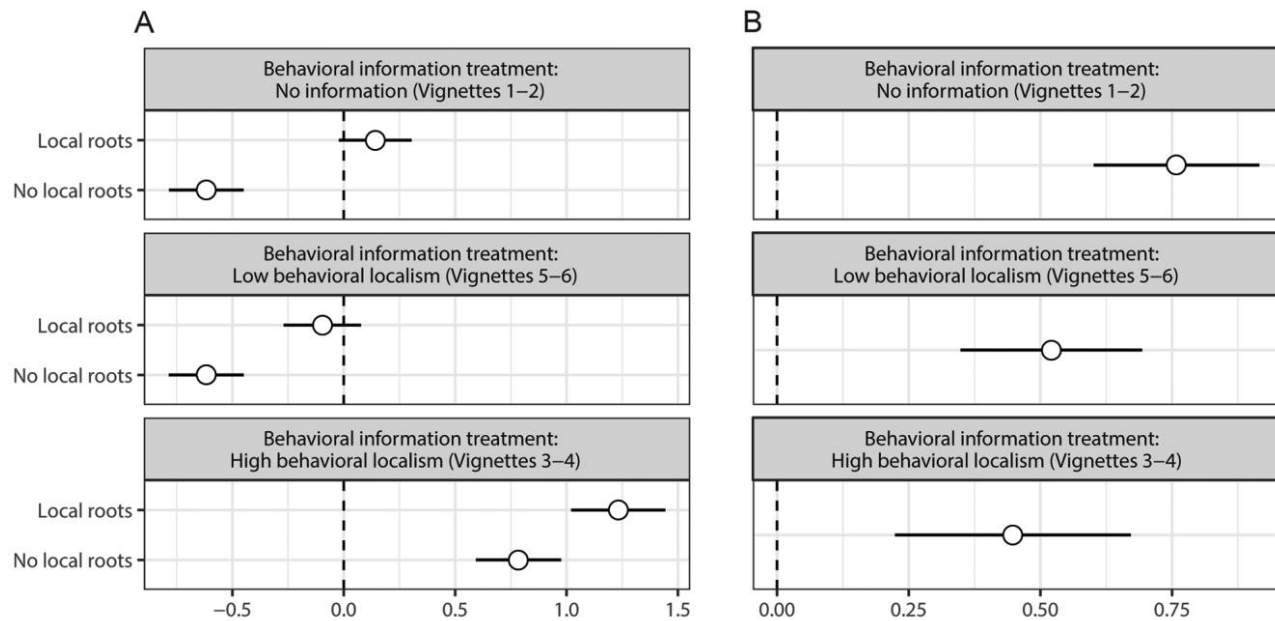 A
Behavioral information treatment:
No information (Vignettes 1–2)
Local roots
No local roots
Behavioral information treatment:
Low behavioral localism (Vignettes 5–6)
Local roots
No local roots
Behavioral information treatment:
High behavioral localism (Vignettes 3–4)
Local roots
No local roots
−0.5 0.0 0.5 1.0 1.5
B
Behavioral information treatment:
No information (Vignettes 1–2)
Behavioral information treatment:
Low behavioral localism (Vignettes 5–6)
Behavioral information treatment:
High behavioral localism (Vignettes 3–4)
0.00 0.25 0.50 0.75